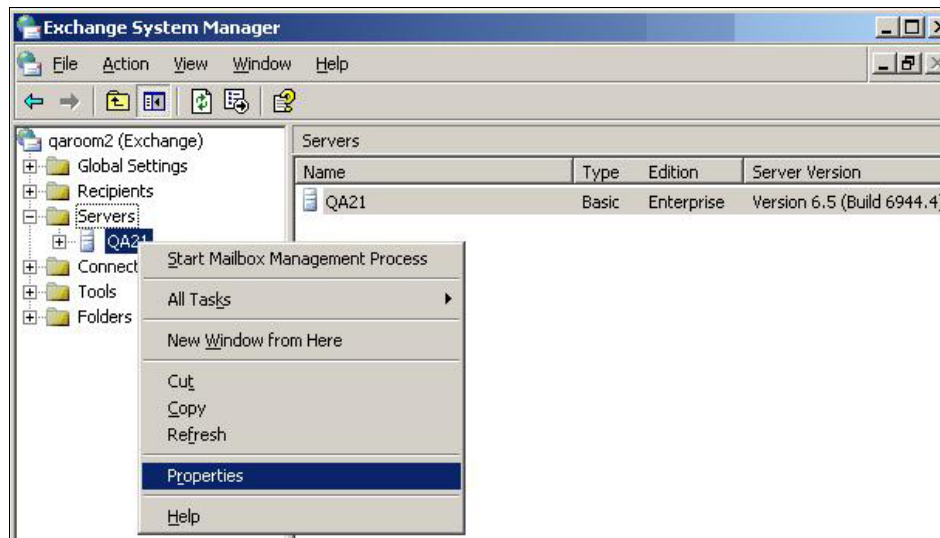 Exchange System Manager
File Action View Window Help
qaroom2 (Exchange)
Global Settings
Recipients
Servers
QA21
Connect
Tools
Folders
Servers
Name Type Edition Server Version
QA21 Basic Enterprise Version 6.5 (Build 6944.4)
Start Mailbox Management Process
All Tasks
New Window from Here
Cut
Copy
Refresh
Properties
Help